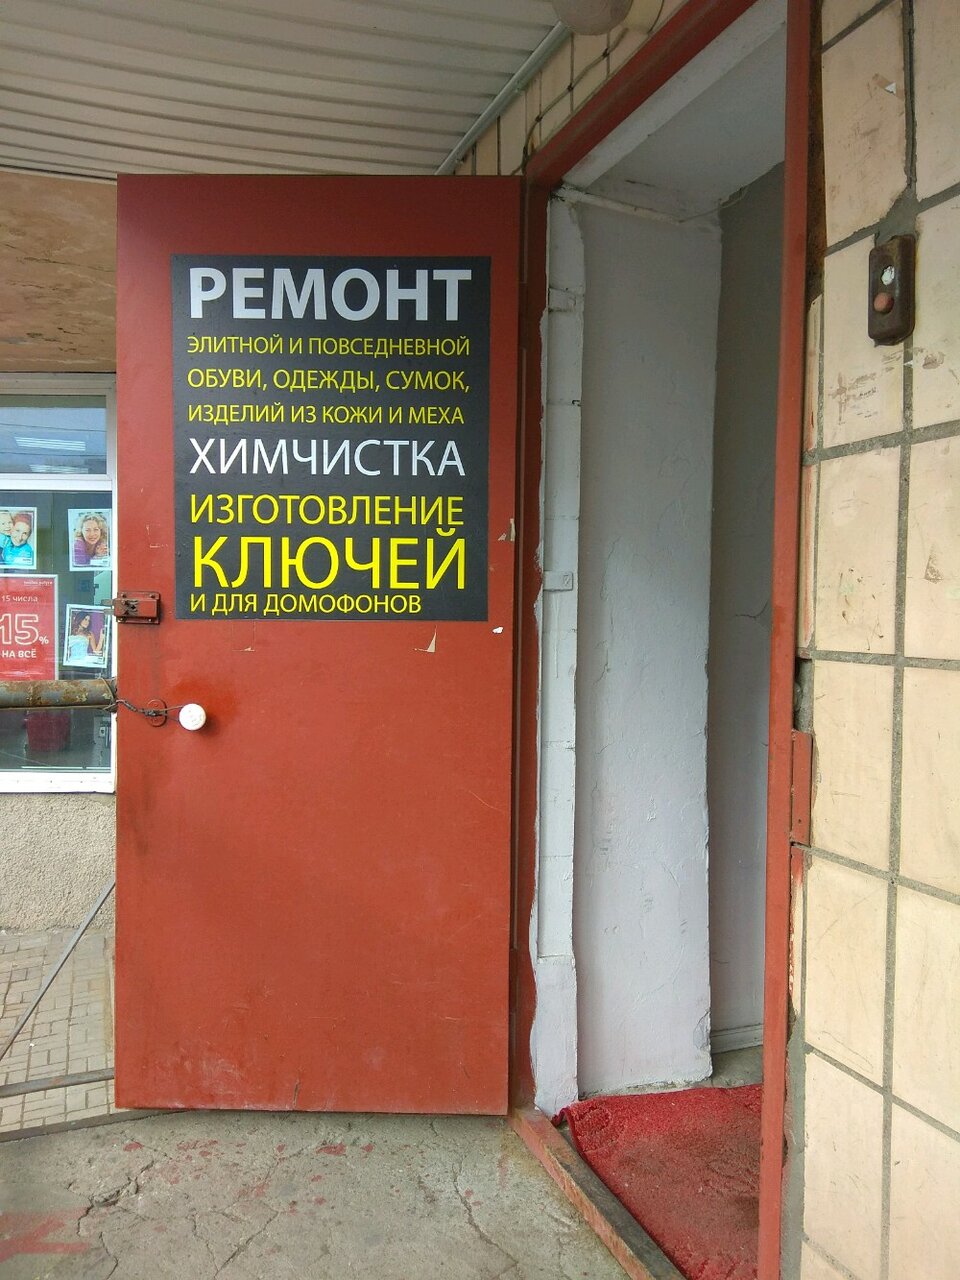 РЕМОНТ
ЭЛИТНОЙ И ПОВСЕДНЕВНОЙ
ОБУВИ, ОДЕЖДЫ, СУМОК,
ИЗДЕЛИЙ ИЗ КОЖИ И МЕХА
ХИМЧИСТКА
ИЗГОТОВЛЕНИЕ
КЛЮЧЕЙ
И ДЛЯ ДОМОФОНОВ
15 числа
15%
НА ВСЁ